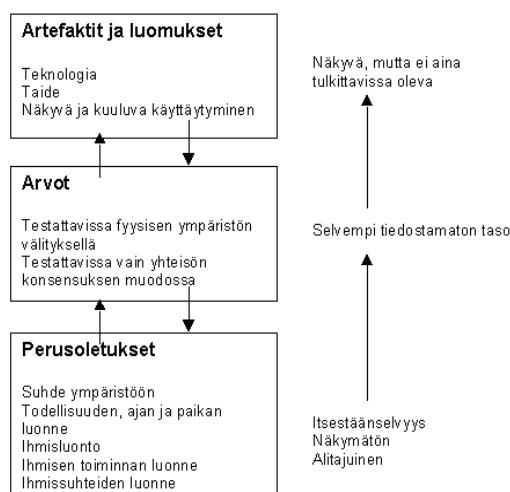 Artefaktit ja luomukset
Teknologia
Taide
Näkyvä ja kuuluva käyttäytyminen
Näkyvä, mutta ei aina
tulkittavissa oleva
Arvot
Testattavissa fyysisen ympäristön
välityksellä
Testattavissa vain yhteisön
konsensuksen muodossa
Selvempi tiedostamaton taso
Perusoletukset
Suhde ympäristöön
Todellisuuden, ajan ja paikan
luonne
Ihmisluonto
Ihmisen toiminnan luonne
Ihmissuhteiden luonne
Itsestäänselvyys
Näkymätön
Alitajuinen